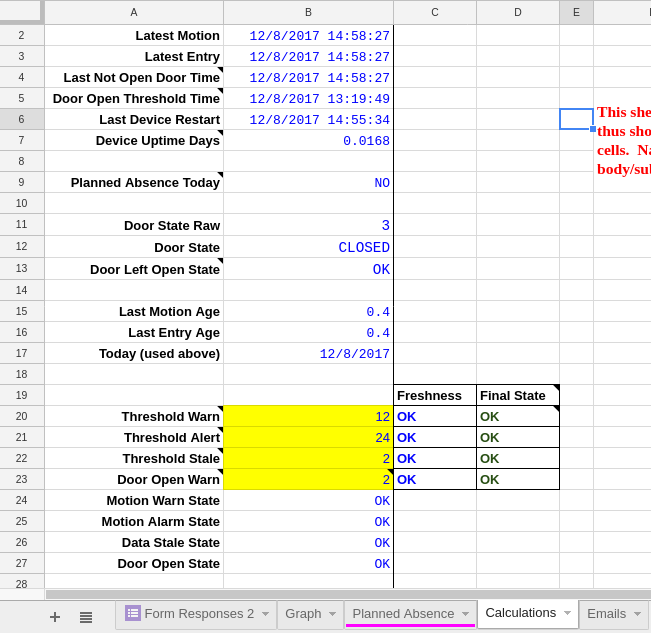 A B C D E
2 Latest Motion 12/8/2017 14:58:27
3 Latest Entry 12/8/2017 14:58:27
4 Last Not Open Door Time 12/8/2017 14:58:27
5 Door Open Threshold Time 12/8/2017 13:19:49
6 Last Device Restart 12/8/2017 14:55:34 This she
7 Device Uptime Days 0.0168 thus sho
8 cells. Na
9 Planned Absence Today NO body/sub
10
11 Door State Raw 3
12 Door State CLOSED
13 Door Left Open State OK
14
15 Last Motion Age 0.4
16 Last Entry Age 0.4
17 Today (used above) 12/8/2017
18
19 Freshness Final State
20 Threshold Warn 12 OK OK
21 Threshold Alert 24 OK OK
22 Threshold Stale 2 OK OK
23 Door Open Warn 2 OK OK
24 Motion Warn State OK
25 Motion Alarm State OK
26 Data Stale State OK
27 Door Open State OK
28
Form Responses 2 Graph Planned Absence Calculations Emails